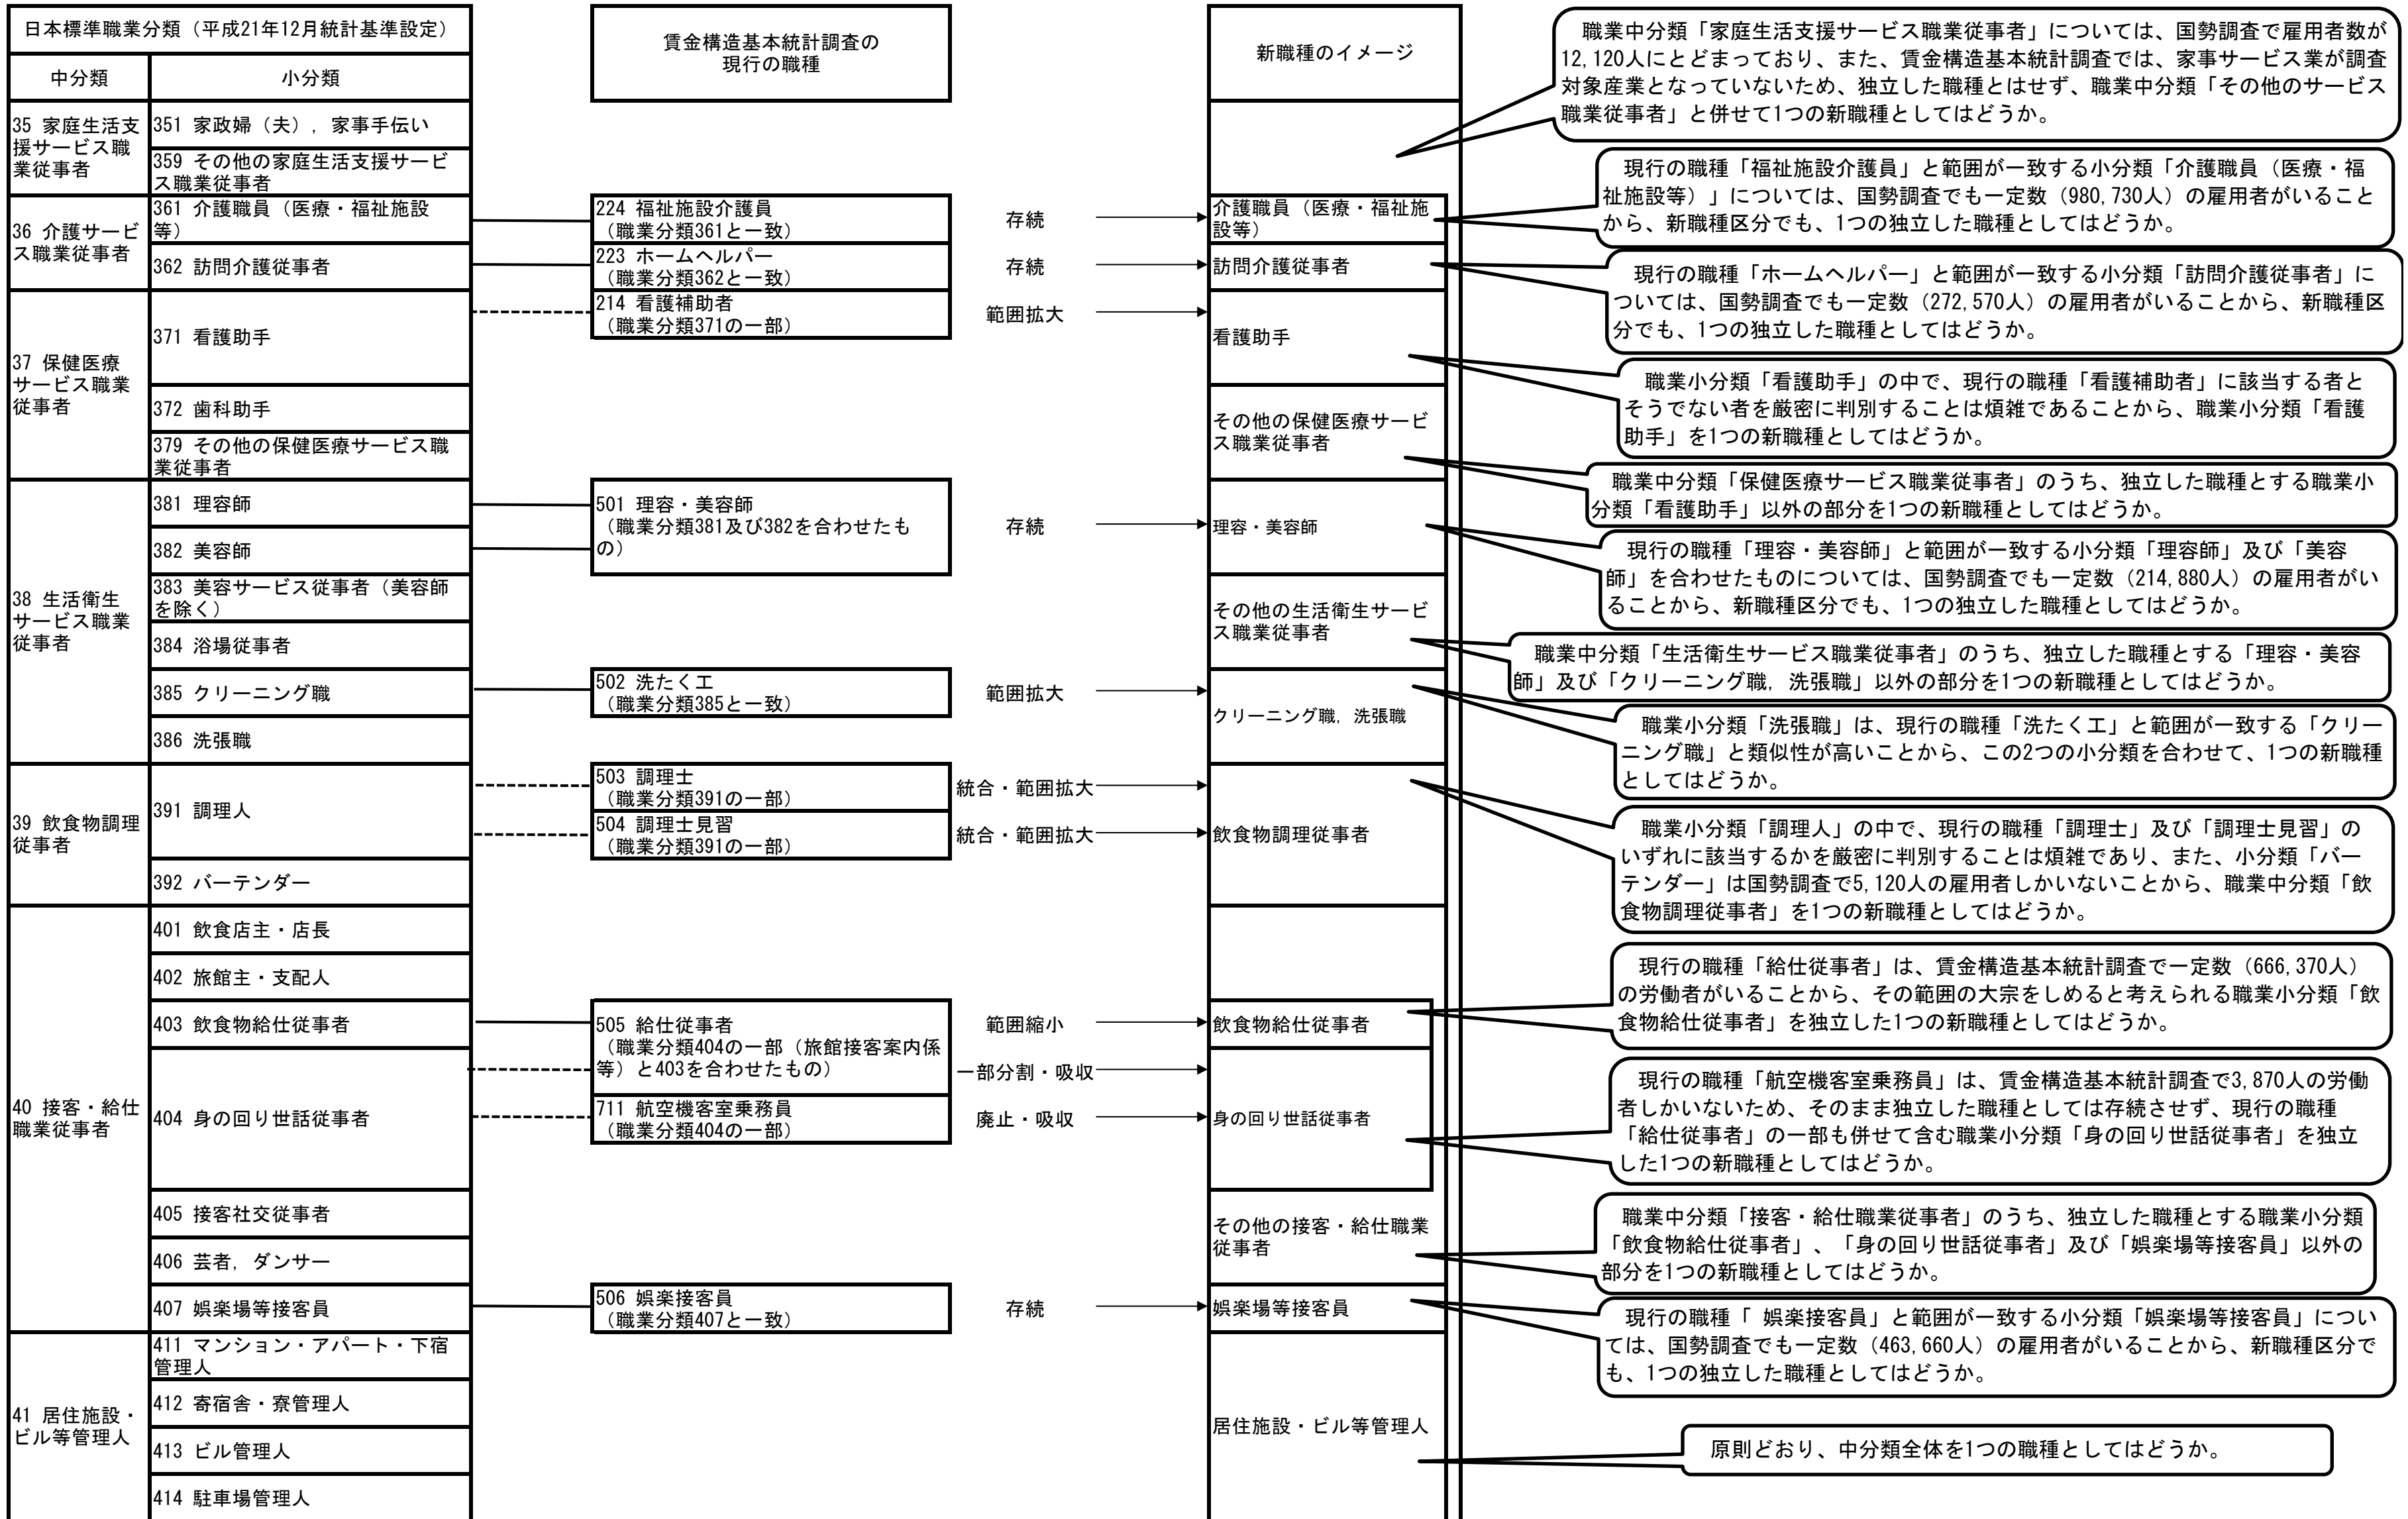 日本標準職業分類（平成21年12月統計基準設定）
中分類
小分類
賃金構造基本統計調査の
現行の職種
新職種のイメージ
35 家庭生活支
援サービス職
業従事者
351 家政婦（夫）, 家事手伝い
359 その他の家庭生活支援サービ
ス職業従事者
36 介護サービ
ス職業従事者
361 介護職員（医療・福祉施設
等）
224 福祉施設介護員
（職業分類361と一致）
存続
介護職員（医療・福祉施
設等）
362 訪問介護従事者
223 ホームヘルパー
（職業分類362と一致）
存続
訪問介護従事者
37 保健医療
サービス職業
従事者
371 看護助手
214 看護補助者
（職業分類371の一部）
範囲拡大
看護助手
372 歯科助手
379 その他の保健医療サービス職
業従事者
その他の保健医療サービ
ス職業従事者
38 生活衛生
サービス職業
従事者
381 理容師
382 美容師
501 理容・美容師
（職業分類381及び382を合わせたも
の）
存続
理容・美容師
383 美容サービス従事者（美容師
を除く）
384 浴場従事者
その他の生活衛生サービ
ス職業従事者
385 クリーニング職
502 洗たく工
（職業分類385と一致）
範囲拡大
クリーニング職, 洗張職
386 洗張職
39 飲食物調理
従事者
391 調理人
503 調理士
（職業分類391の一部）
統合・範囲拡大
504 調理士見習
（職業分類391の一部）
統合・範囲拡大
飲食物調理従事者
392 バーテンダー
40 接客・給仕
職業従事者
401 飲食店主・店長
402 旅館主・支配人
403 飲食物給仕従事者
505 給仕従事者
（職業分類404の一部（旅館接客案内係
等）と403を合わせたもの）
範囲縮小
飲食物給仕従事者
一部分割・吸収
404 身の回り世話従事者
711 航空機客室乗務員
（職業分類404の一部）
廃止・吸収
身の回り世話従事者
405 接客社交従事者
406 芸者, ダンサー
その他の接客・給仕職業
従事者
407 娯楽場等接客員
506 娯楽接客員
（職業分類407と一致）
存続
娯楽場等接客員
41 居住施設・
ビル等管理人
411 マンション・アパート・下宿
管理人
412 寄宿舎・寮管理人
413 ビル管理人
414 駐車場管理人
居住施設・ビル等管理人
職業中分類「家庭生活支援サービス職業従事者」については、国勢調査で雇用者数が
12,120人にとどまっており、また、賃金構造基本統計調査では、家事サービス業が調査
対象産業となっていないため、独立した職種とはせず、職業中分類「その他のサービス
職業従事者」と併せて1つの新職種としてはどうか。
現行の職種「福祉施設介護員」と範囲が一致する小分類「介護職員（医療・福
祉施設等）」については、国勢調査でも一定数（980,730人）の雇用者がいること
から、新職種区分でも、1つの独立した職種としてはどうか。
現行の職種「ホームヘルパー」と範囲が一致する小分類「訪問介護従事者」に
ついては、国勢調査でも一定数（272,570人）の雇用者がいることから、新職種区
分でも、1つの独立した職種としてはどうか。
職業小分類「看護助手」の中で、現行の職種「看護補助者」に該当する者と
そうでない者を厳密に判別することは煩雑であることから、職業小分類「看護
助手」を1つの新職種としてはどうか。
職業中分類「保健医療サービス職業従事者」のうち、独立した職種とする職業小
分類「看護助手」以外の部分を1つの新職種としてはどうか。
現行の職種「理容・美容師」と範囲が一致する小分類「理容師」及び「美容
師」を合わせたものについては、国勢調査でも一定数（214,880人）の雇用者がい
ることから、新職種区分でも、1つの独立した職種としてはどうか。
職業中分類「生活衛生サービス職業従事者」のうち、独立した職種とする「理容・美容
師」及び「クリーニング職, 洗張職」以外の部分を1つの新職種としてはどうか。
職業小分類「洗張職」は、現行の職種「洗たく工」と範囲が一致する「クリー
ニング職」と類似性が高いことから、この2つの小分類を合わせて、1つの新職種
としてはどうか。
職業小分類「調理人」の中で、現行の職種「調理士」及び「調理士見習」の
いずれに該当するかを厳密に判別することは煩雑であり、また、小分類「バー
テンダー」は国勢調査で5,120人の雇用者しかいないことから、職業中分類「飲
食物調理従事者」を1つの新職種としてはどうか。
現行の職種「給仕従事者」は、賃金構造基本統計調査で一定数（666,370人）
の労働者がいることから、その範囲の大宗をしめると考えられる職業小分類「飲
食物給仕従事者」を独立した1つの新職種としてはどうか。
現行の職種「航空機客室乗務員」は、賃金構造基本統計調査で3,870人の労働
者しかいないため、そのまま独立した職種としては存続させず、現行の職種
「給仕従事者」の一部も併せて含む職業小分類「身の回り世話従事者」を独立
した1つの新職種としてはどうか。
職業中分類「接客・給仕職業従事者」のうち、独立した職種とする職業小分類
「飲食物給仕従事者」、「身の回り世話従事者」及び「娯楽場等接客員」以外の
部分を1つの新職種としてはどうか。
現行の職種「 娯楽接客員」と範囲が一致する小分類「娯楽場等接客員」につい
ては、国勢調査でも一定数（463,660人）の雇用者がいることから、新職種区分で
も、1つの独立した職種としてはどうか。
原則どおり、中分類全体を1つの職種としてはどうか。